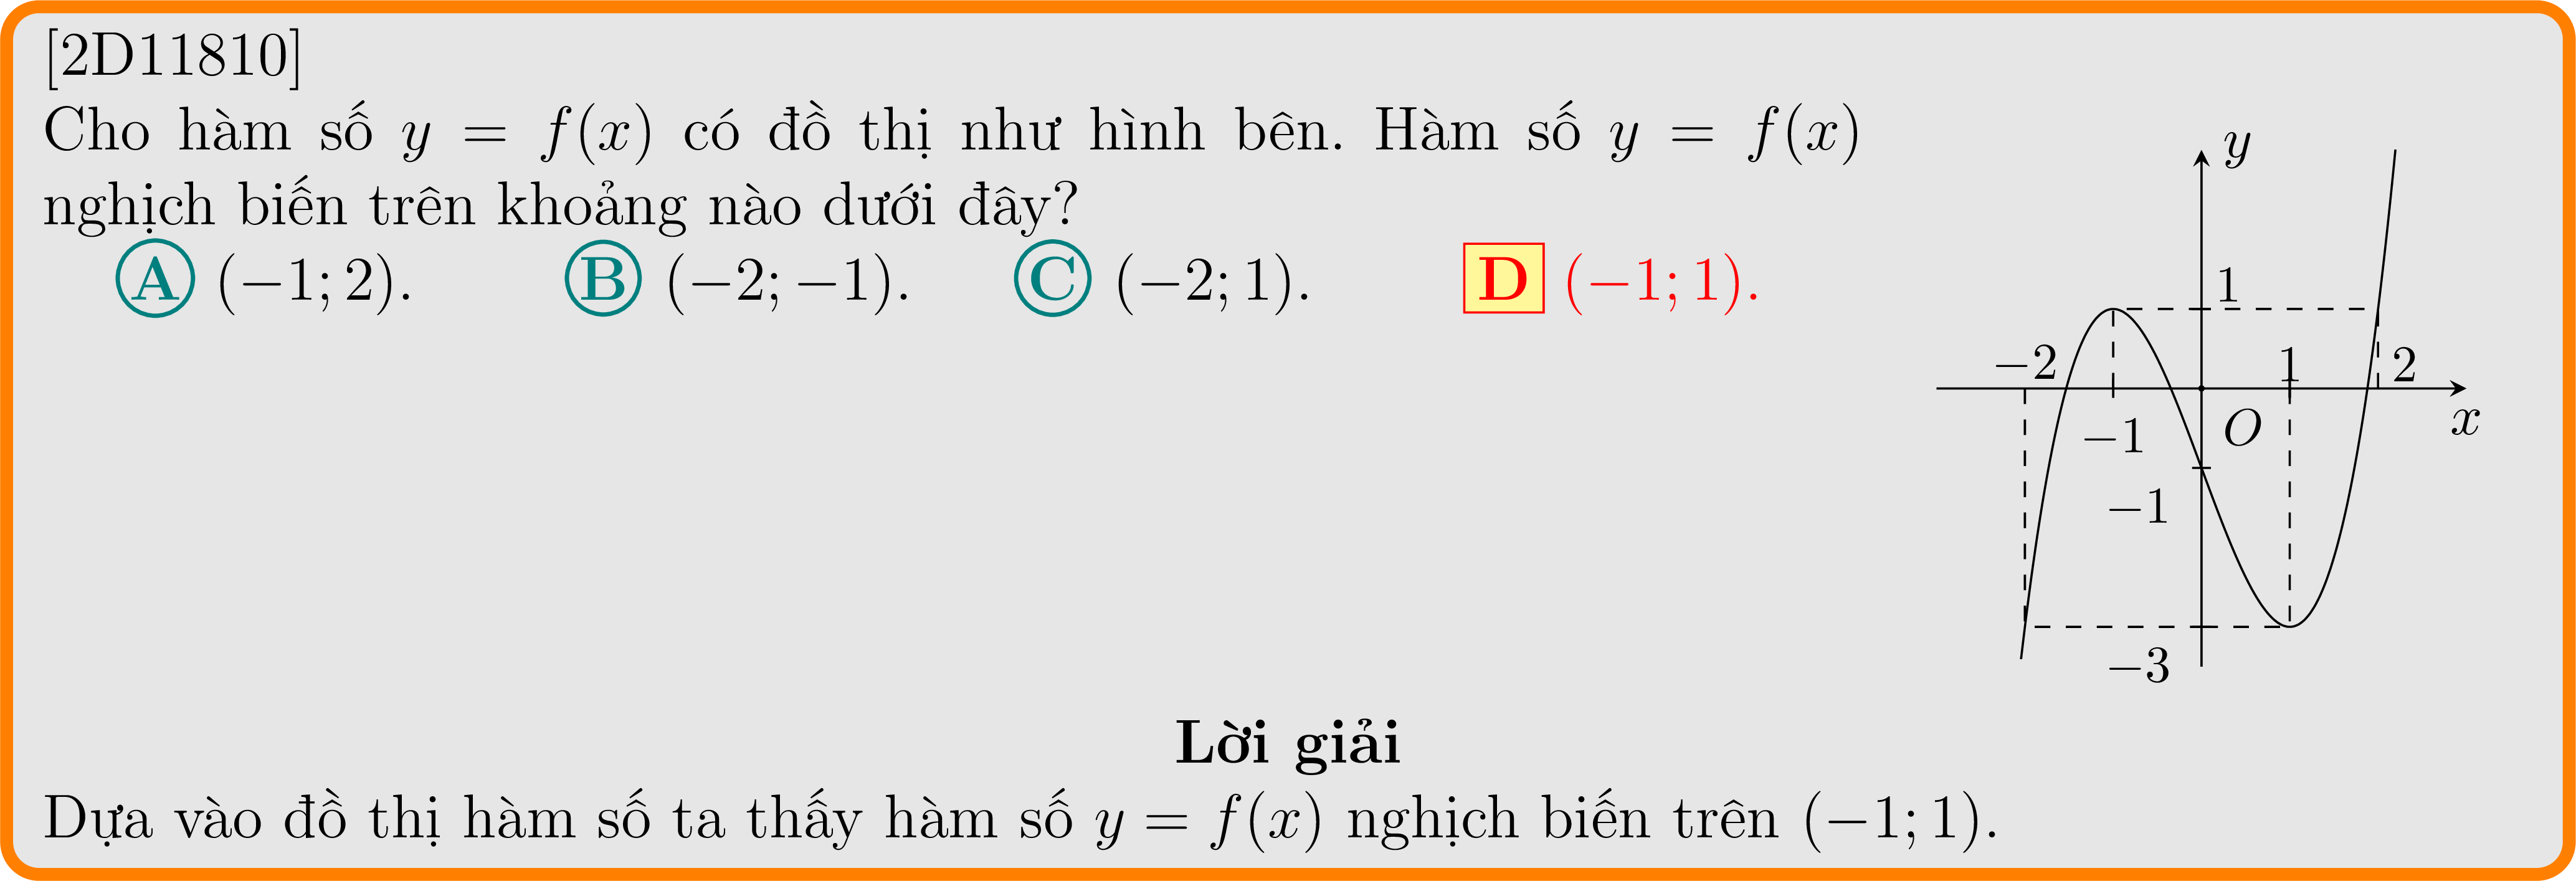 [2D11810]
Cho hàm số y = f(x) có đồ thị như hình bên. Hàm số y = f(x)
nghịch biến trên khoảng nào dưới đây?
A (−1; 2). B (−2; −1). C (−2; 1). D (−1; 1).
y
1
−2 1 2
x
−1 O
−1
−3
Lời giải
Dựa vào đồ thị hàm số ta thấy hàm số y = f(x) nghịch biến trên (−1; 1).